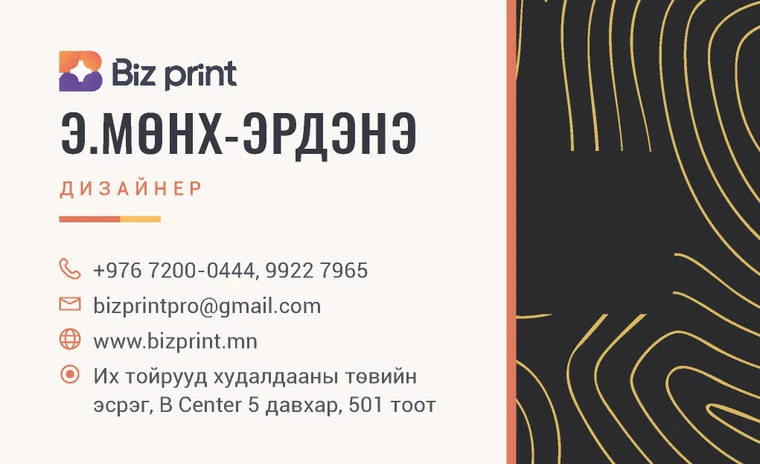 Biz print
Э.МӨНХ-ЭРДЭНЭ
ДИЗАЙНЕР
+976 7200-0444, 9922 7965
bizprintpro@gmail.com
www.bizprint.mn
Их тойрууд худалдааны төвийн
эсрэг, B Center 5 давхар, 501 тоот